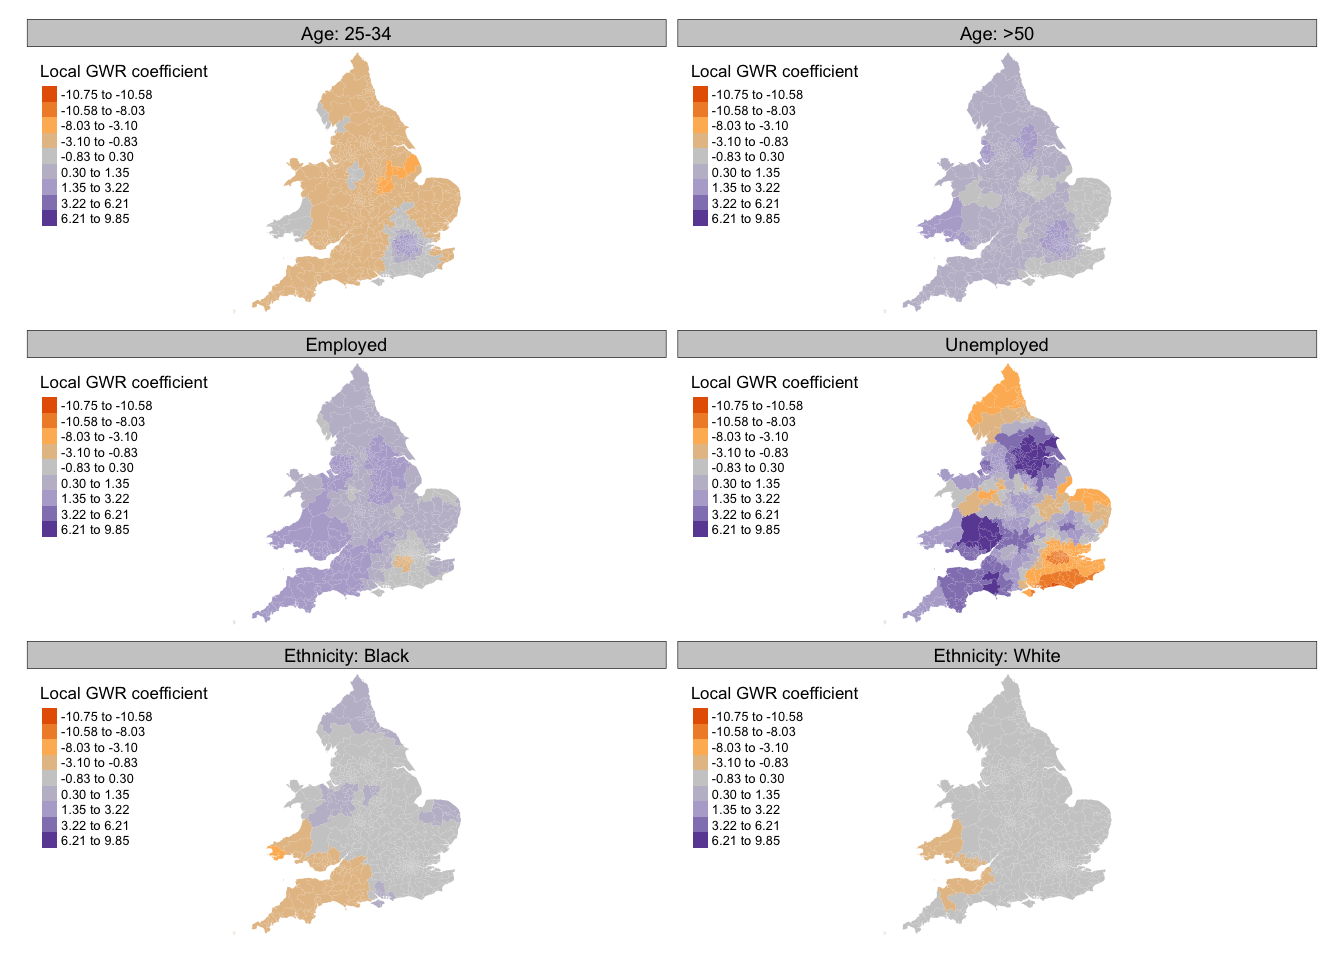 Age: 25-34
Local GWR coefficient
-10.75 to -10.58
-10.58 to -8.03
-8.03 to -3.10
-3.10 to -0.83
-0.83 to 0.30
0.30 to 1.35
1.35 to 3.22
3.22 to 6.21
6.21 to 9.85
Age: >50
Local GWR coefficient
-10.75 to -10.58
-10.58 to -8.03
-8.03 to -3.10
-3.10 to -0.83
-0.83 to 0.30
0.30 to 1.35
1.35 to 3.22
3.22 to 6.21
6.21 to 9.85
Employed
Local GWR coefficient
-10.75 to -10.58
-10.58 to -8.03
-8.03 to -3.10
-3.10 to -0.83
-0.83 to 0.30
0.30 to 1.35
1.35 to 3.22
3.22 to 6.21
6.21 to 9.85
Unemployed
Local GWR coefficient
-10.75 to -10.58
-10.58 to -8.03
-8.03 to -3.10
-3.10 to -0.83
-0.83 to 0.30
0.30 to 1.35
1.35 to 3.22
3.22 to 6.21
6.21 to 9.85
Ethnicity: Black
Local GWR coefficient
-10.75 to -10.58
-10.58 to -8.03
-8.03 to -3.10
-3.10 to -0.83
-0.83 to 0.30
0.30 to 1.35
1.35 to 3.22
3.22 to 6.21
6.21 to 9.85
Ethnicity: White
Local GWR coefficient
-10.75 to -10.58
-10.58 to -8.03
-8.03 to -3.10
-3.10 to -0.83
-0.83 to 0.30
0.30 to 1.35
1.35 to 3.22
3.22 to 6.21
6.21 to 9.85